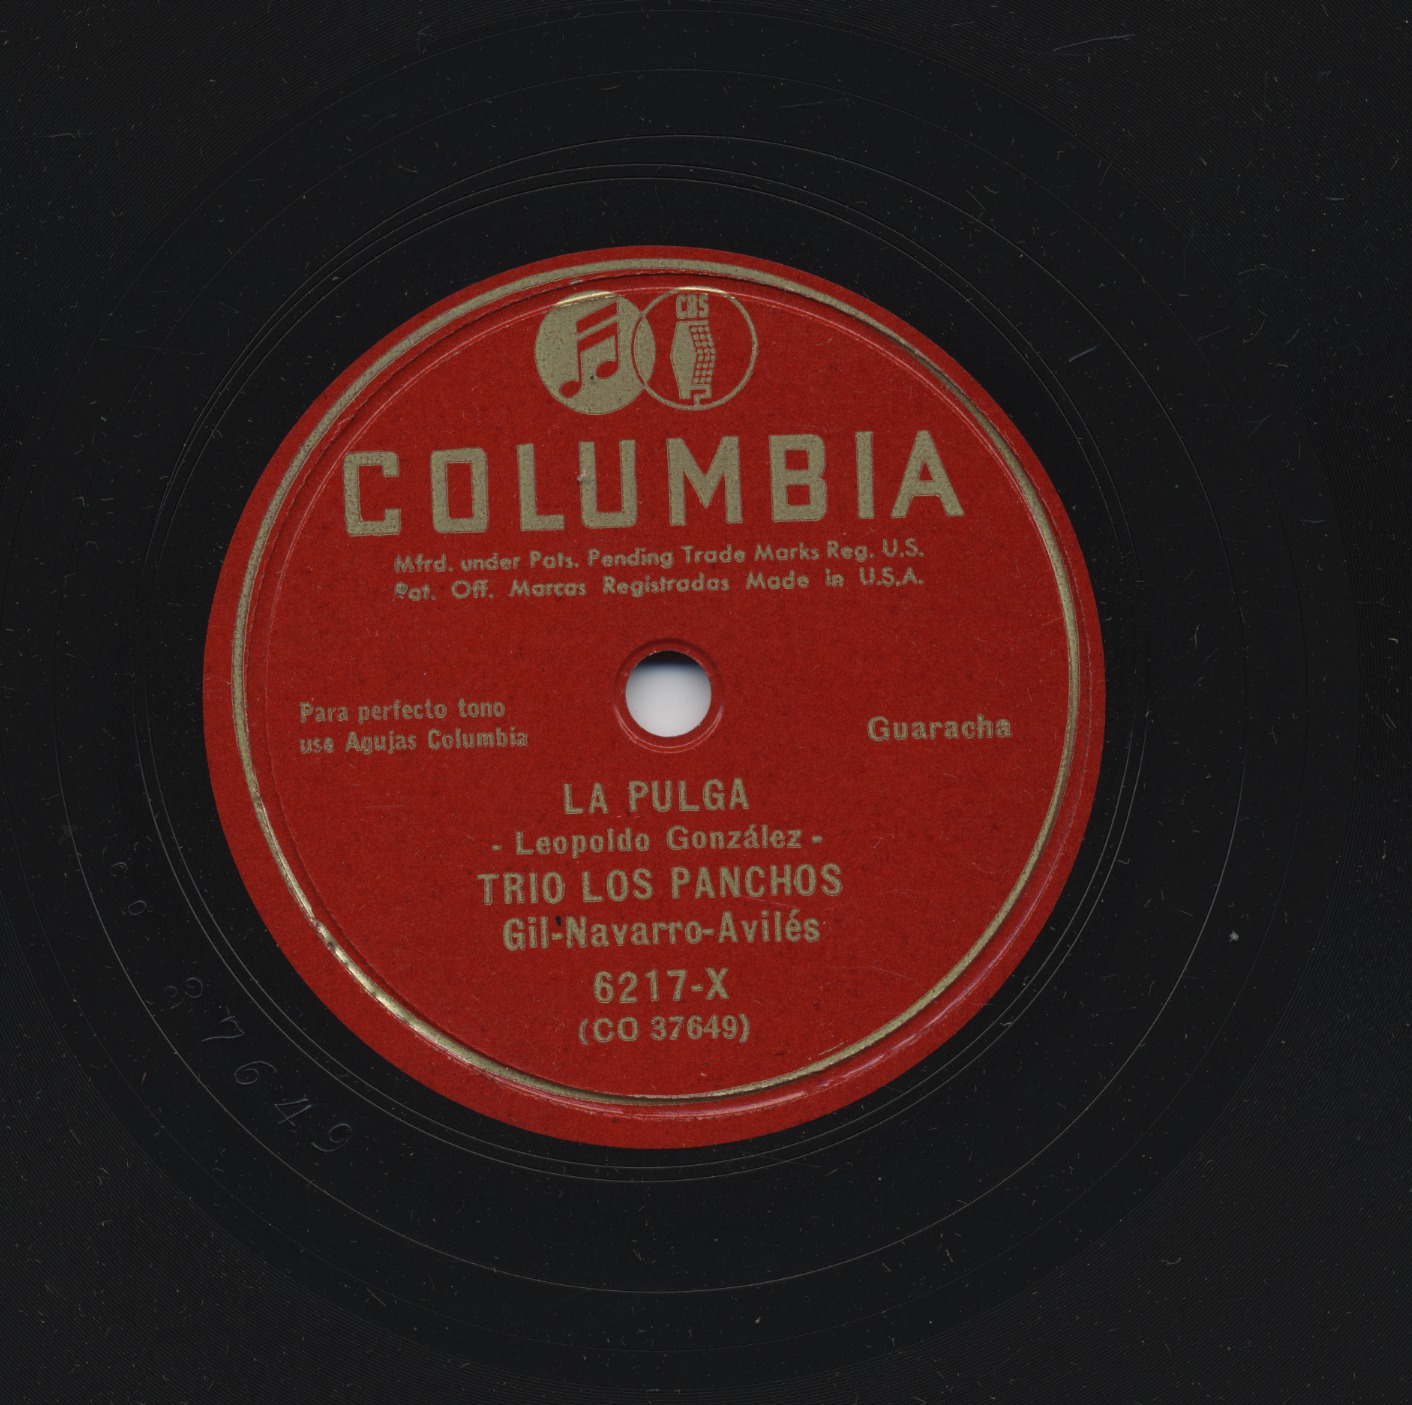 CBS
COLUMBIA
Mfrd. under Pats. Pending Trade Marks Reg. U.S.
Pat. Off. Marcas Registradas Made in U.S.A.
Para perfecto tono
use Agujas Columbia
Guaracha
LA PULGA
- Leopoldo González -
TRIO LOS PANCHOS
Gil-Navarro-Avilés
6217-X
(CO 37649)
37649